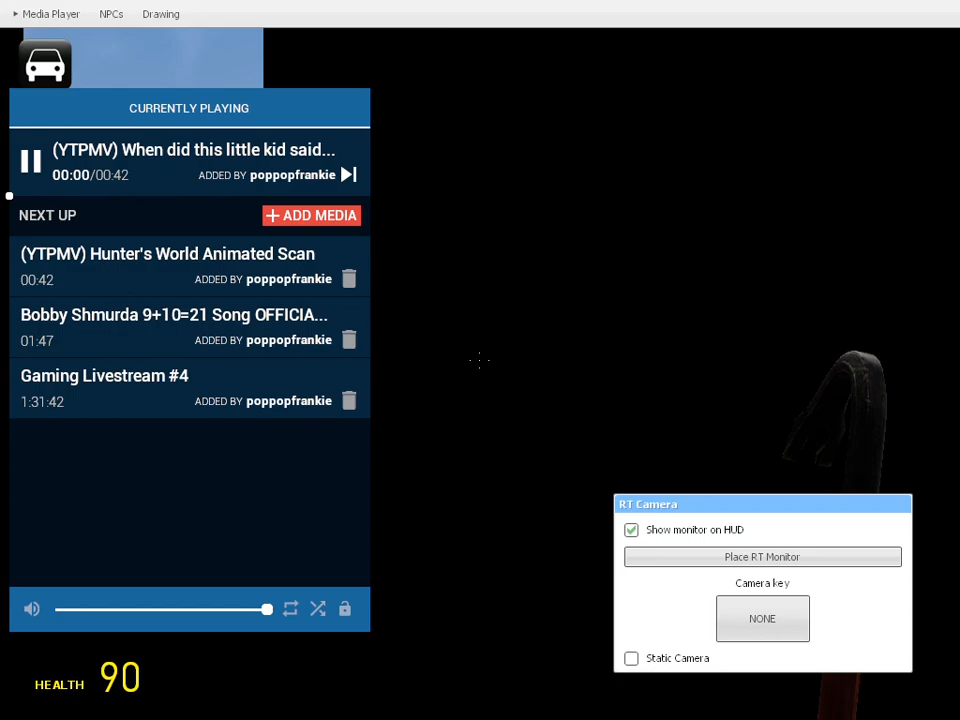 Media Player NPCs Drawing
CURRENTLY PLAYING
(YTPMV) When did this little kid said...
00:00/00:42 ADDED BY poppopfrankie
NEXT UP + ADD MEDIA
(YTPMV) Hunter's World Animated Scan
00:42 ADDED BY poppopfrankie
Bobby Shmurda 9+10=21 Song OFFICIA...
01:47 ADDED BY poppopfrankie
Gaming Livestream #4
1:31:42 ADDED BY poppopfrankie
RT Camera
Show monitor on HUD
Place RT Monitor
Camera key
NONE
Static Camera
HEALTH 90